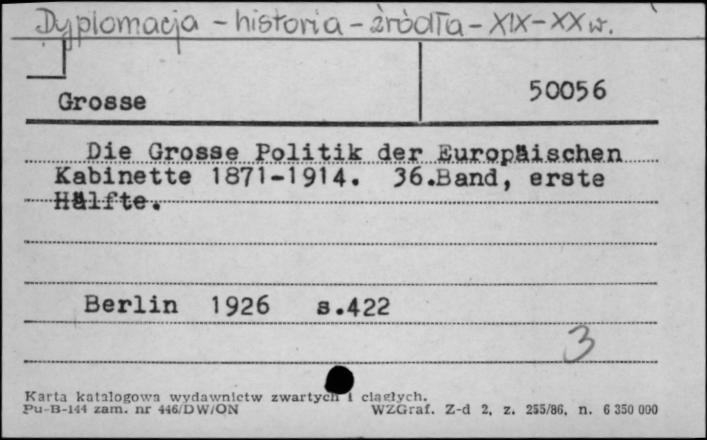 Dyplomacja - historia - źródła - XIX-XX w.
Grosse
50056
Die Grosse Politik der Europäischen
Kabinette 1871-1914. 36.Band, erste
Hälfte.
Berlin 1926 s.422
3
Karta katalogowa wydawnictw zwartych i ciągłych.
Pu-B-144 zam. nr 446/DW/ON WZGraf. Z-d 2, z. 255/86, n. 6 350 000